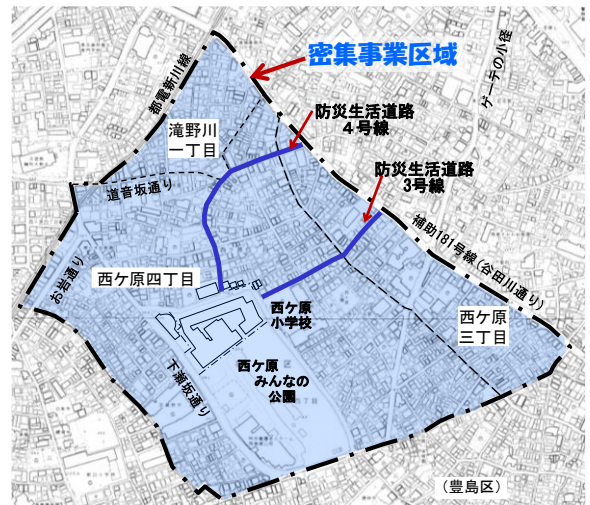 密集事業区域
都電新川線
ゲーテの小径
防災生活道路
４号線
滝野川
一丁目
防災生活道路
3号線
道音坂通り
補助181号線(谷田川通り)
お岩通り
西ケ原四丁目
西ケ原
小学校
西ケ原
三丁目
西ケ原
みんなの
公園
下瀬坂通り
（豊島区）